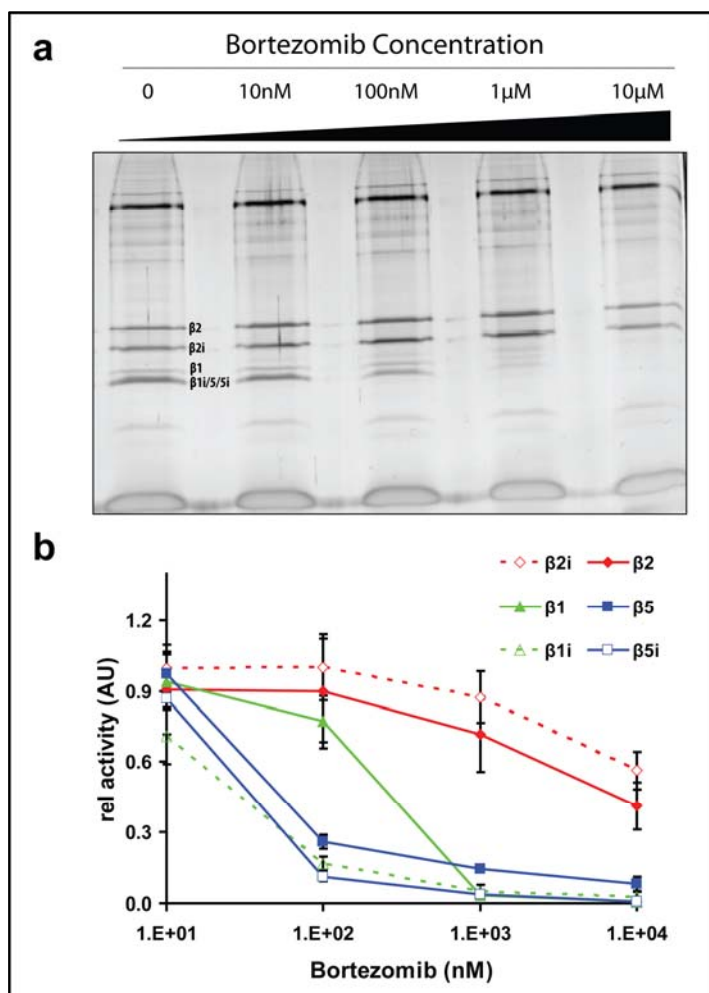 a
Bortezomib Concentration
0 10nM 100nM 1μM 10μM
β2
β2i
β1
β1i/5/5i
b
β2i β2
β1 β5
β1i β5i
rel activity (AU)
1.2
0.9
0.6
0.3
0.0
1.E+01 1.E+02 1.E+03 1.E+04
Bortezomib (nM)